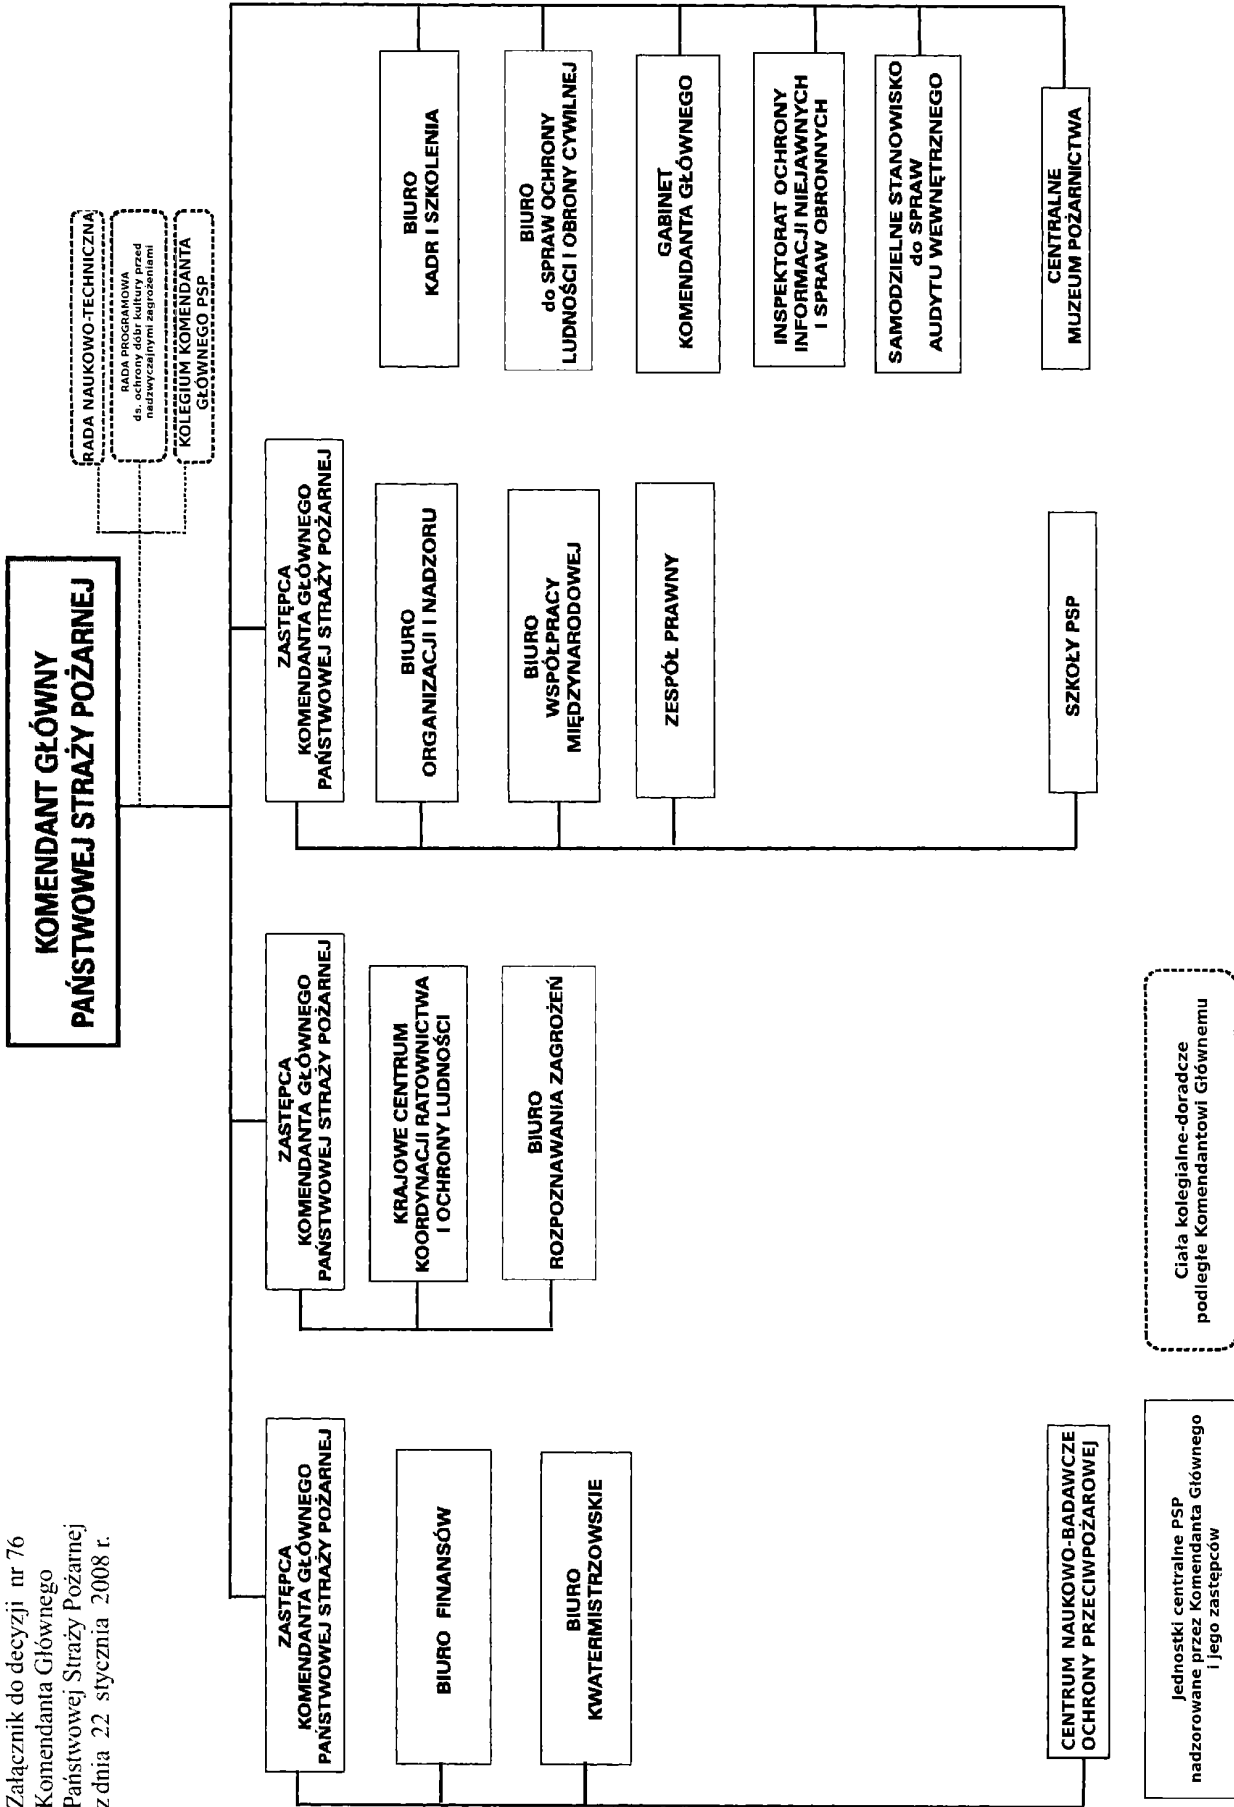 Załącznik do decyzji nr 76
Komendanta Głównego
Państwowej Straży Pożarnej
z dnia 22 stycznia 2008 r.
KOMENDANT GŁÓWNY
PAŃSTWOWEJ STRAŻY POŻARNEJ
RADA NAUKOWO-TECHNICZNA
RADA PROGRAMOWA
ds. ochrony dóbr kultury przed
nadzwyczajnymi zagrożeniami
KOLEGIUM KOMENDANTA
GŁÓWNEGO PSP
ZASTĘPCA
KOMENDANTA GŁÓWNEGO
PAŃSTWOWEJ STRAŻY POŻARNEJ
BIURO FINANSÓW
BIURO
KWATERMISTRZOWSKIE
CENTRUM NAUKOWO-BADAWCZE
OCHRONY PRZECIWPOŻAROWEJ
ZASTĘPCA
KOMENDANTA GŁÓWNEGO
PAŃSTWOWEJ STRAŻY POŻARNEJ
KRAJOWE CENTRUM
KOORDYNACJI RATOWNICTWA
I OCHRONY LUDNOŚCI
BIURO
ROZPOZNAWANIA ZAGROŻEŃ
ZASTĘPCA
KOMENDANTA GŁÓWNEGO
PAŃSTWOWEJ STRAŻY POŻARNEJ
BIURO
ORGANIZACJI I NADZORU
BIURO
WSPÓŁPRACY
MIĘDZYNARODOWEJ
ZESPÓŁ PRAWNY
SZKOŁY PSP
BIURO
KADR I SZKOLENIA
BIURO
do SPRAW OCHRONY
LUDNOŚCI I OBRONY CYWILNEJ
GABINET
KOMENDANTA GŁÓWNEGO
INSPEKTORAT OCHRONY
INFORMACJI NIEJAWNYCH
I SPRAW OBRONNYCH
SAMODZIELNE STANOWISKO
do SPRAW
AUDYTU WEWNĘTRZNEGO
CENTRALNE
MUZEUM POŻARNICTWA
Jednostki centralne PSP
nadzorowane przez Komendanta Głównego
i jego zastępców
Ciała kolegialne-doradcze
podległe Komendantowi Głównemu